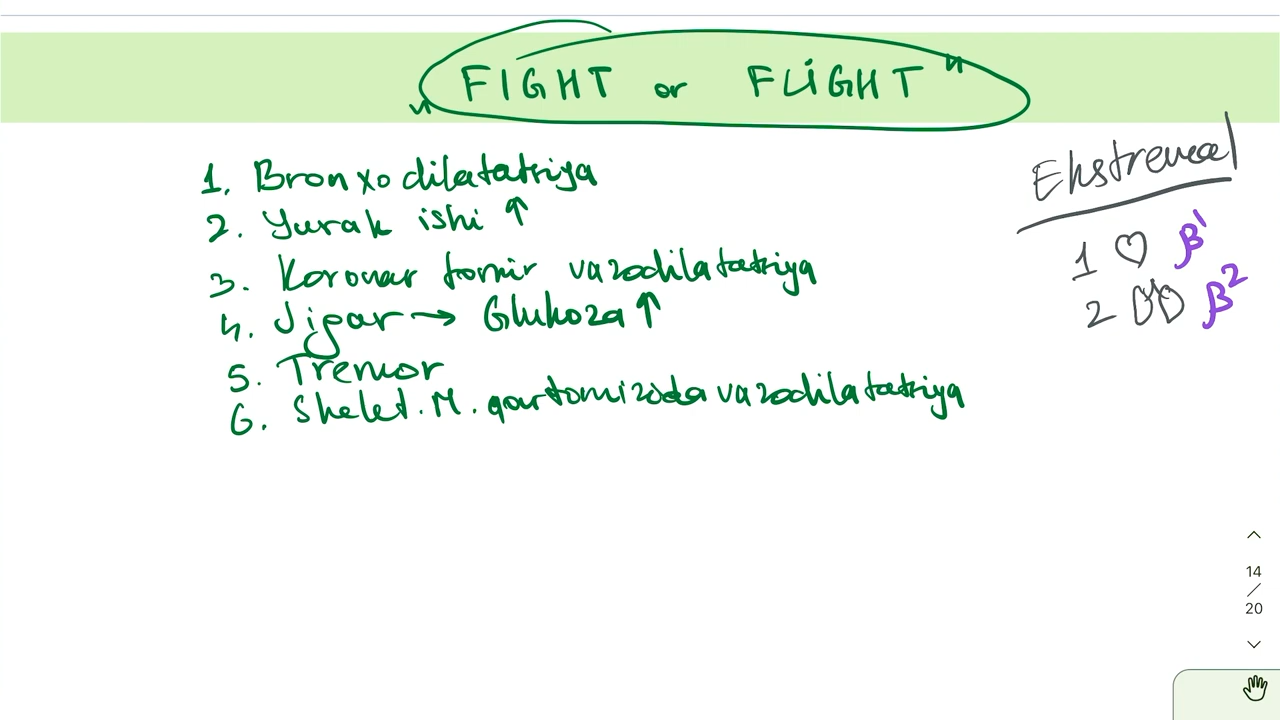 "FIGHT or FLIGHT"
1. Bronxodilatatsiya
2. Yurak ishi ↑
3. Koronar tomir vazodilatatsiya
4. Jigar → Glukoza ↑
5. Tremor
6. Skelet. M. qon tomirida vazodilatatsiya
Ekstremal
1 ♡ β1
2 β2
14
/
20